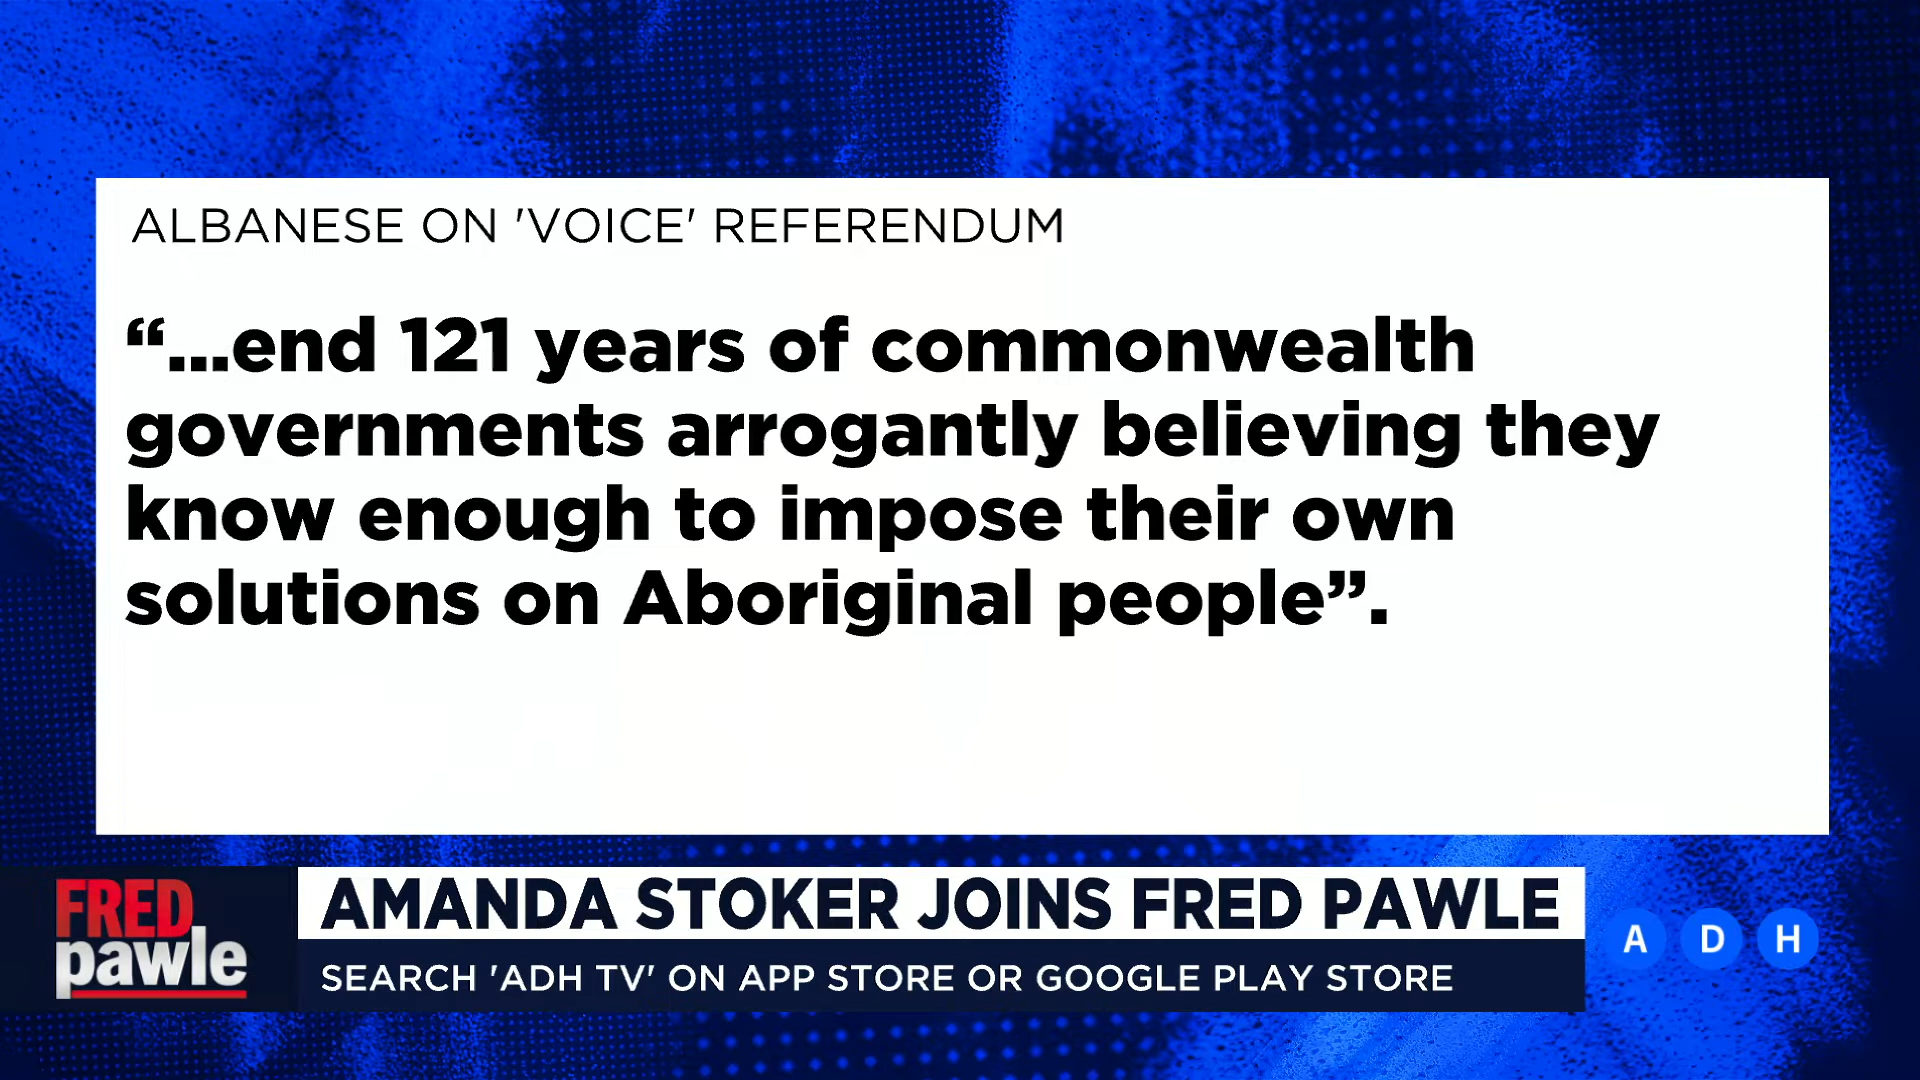 ALBANESE ON 'VOICE' REFERENDUM
“...end 121 years of commonwealth
governments arrogantly believing they
know enough to impose their own
solutions on Aboriginal people”.
FRED
pawle
AMANDA STOKER JOINS FRED PAWLE
SEARCH 'ADH TV' ON APP STORE OR GOOGLE PLAY STORE
A D H